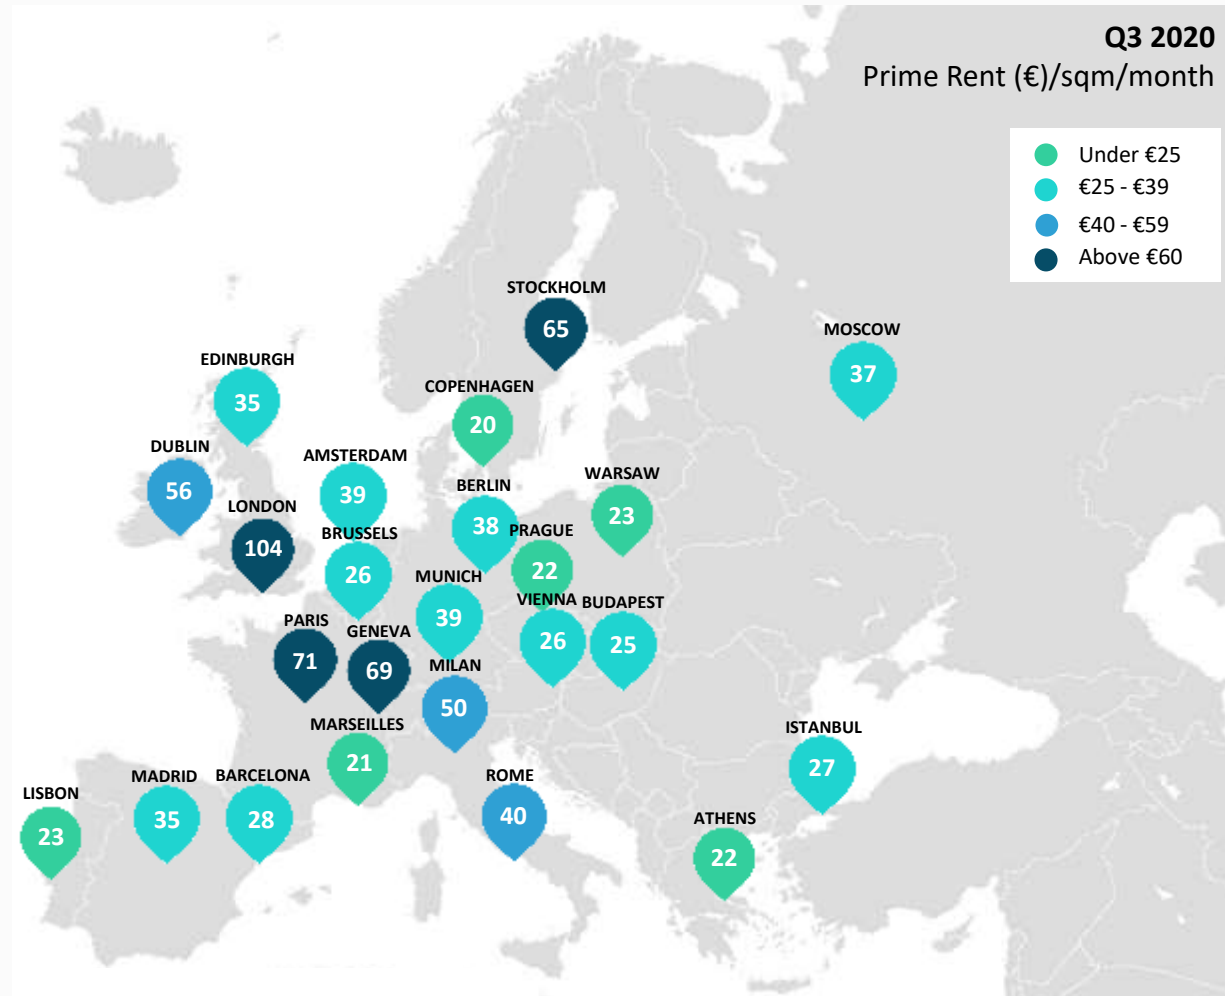 Q3 2020
Prime Rent (€)/sqm/month
Under €25
€25 - €39
€40 - €59
Above €60
STOCKHOLM
65
MOSCOW
37
EDINBURGH
35
COPENHAGEN
20
DUBLIN
56
AMSTERDAM
39
WARSAW
23
BERLIN
38
LONDON
104
PRAGUE
22
BRUSSELS
26
MUNICH
39
VIENNA
26
BUDAPEST
25
PARIS
71
GENEVA
69
MILAN
50
MARSEILLES
21
ISTANBUL
27
MADRID
35
BARCELONA
28
ROME
40
LISBON
23
ATHENS
22